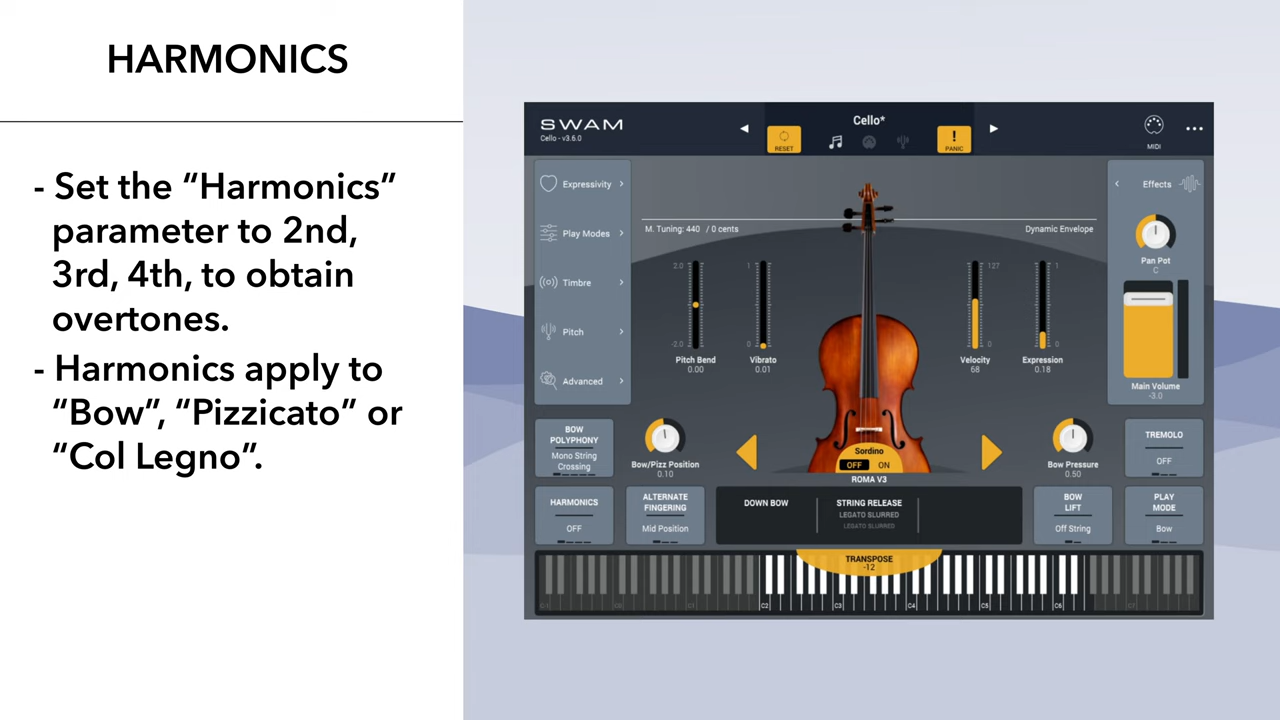 HARMONICS
- Set the “Harmonics”
parameter to 2nd,
3rd, 4th, to obtain
overtones.
- Harmonics apply to
“Bow”, “Pizzicato” or
“Col Legno”.
SWAM
Cello - v3.6.0
Cello*
RESET
!
PANIC
MIDI
Expressivity
Play Modes
Timbre
Pitch
Advanced
M. Tuning: 440 / 0 cents
Dynamic Envelope
2.0
-2.0
Pitch Bend
0.00
1
0
Vibrato
0.01
127
0
Velocity
68
1
0
Expression
0.18
Effects
Pan Pot
C
Main Volume
-3.0
BOW
POLYPHONY
Mono String
Crossing
Bow/Pizz Position
0.10
Sordino
OFF ON
ROMA V3
Bow Pressure
0.50
TREMOLO
OFF
HARMONICS
OFF
ALTERNATE
FINGERING
Mid Position
DOWN BOW
STRING RELEASE
LEGATO SLURRED
LEGATO SLURRED
BOW
LIFT
Off String
PLAY
MODE
Bow
TRANSPOSE
-12
C-1 C0 C1 C2 C3 C4 C5 C6 C7